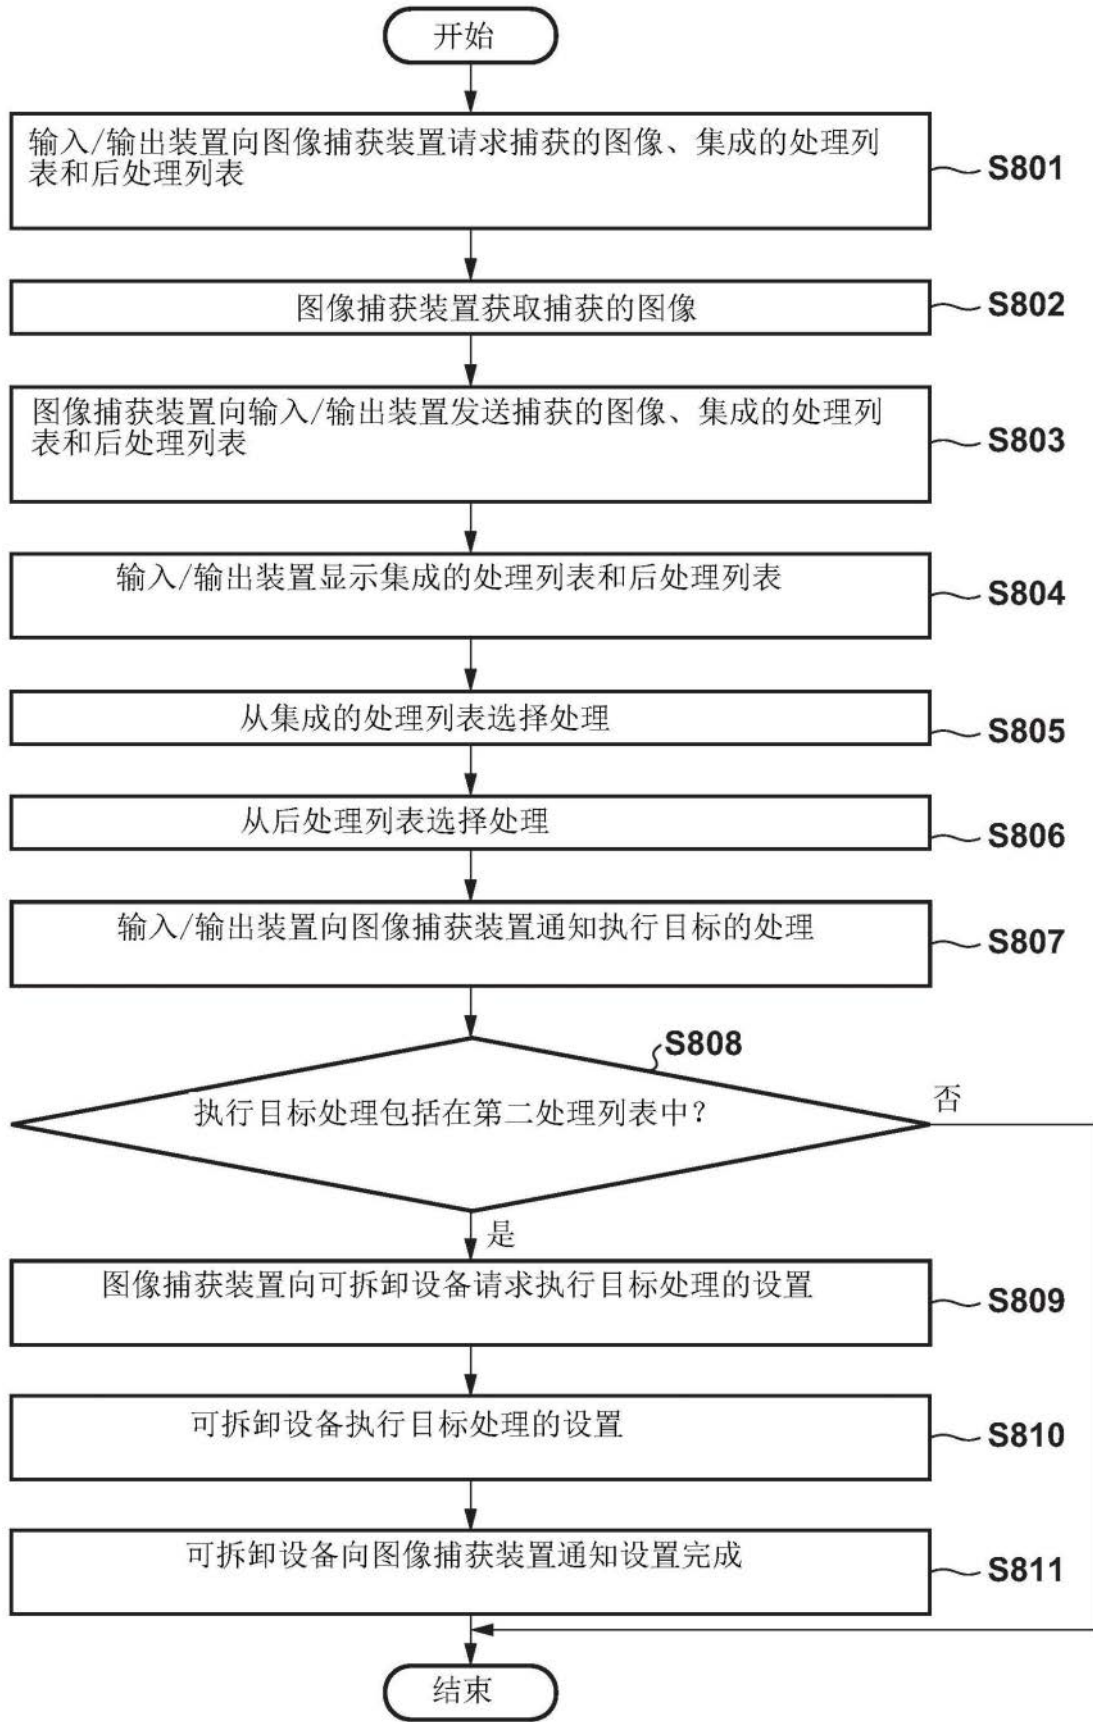 开始
输入/输出装置向图像捕获装置请求捕获的图像、集成的处理列
表和后处理列表
S801
图像捕获装置获取捕获的图像
S802
图像捕获装置向输入/输出装置发送捕获的图像、集成的处理列
表和后处理列表
S803
输入/输出装置显示集成的处理列表和后处理列表
S804
从集成的处理列表选择处理
S805
从后处理列表选择处理
S806
输入/输出装置向图像捕获装置通知执行目标的处理
S807
S808
执行目标处理包括在第二处理列表中?
否
是
图像捕获装置向可拆卸设备请求执行目标处理的设置
S809
可拆卸设备执行目标处理的设置
S810
可拆卸设备向图像捕获装置通知设置完成
S811
结束